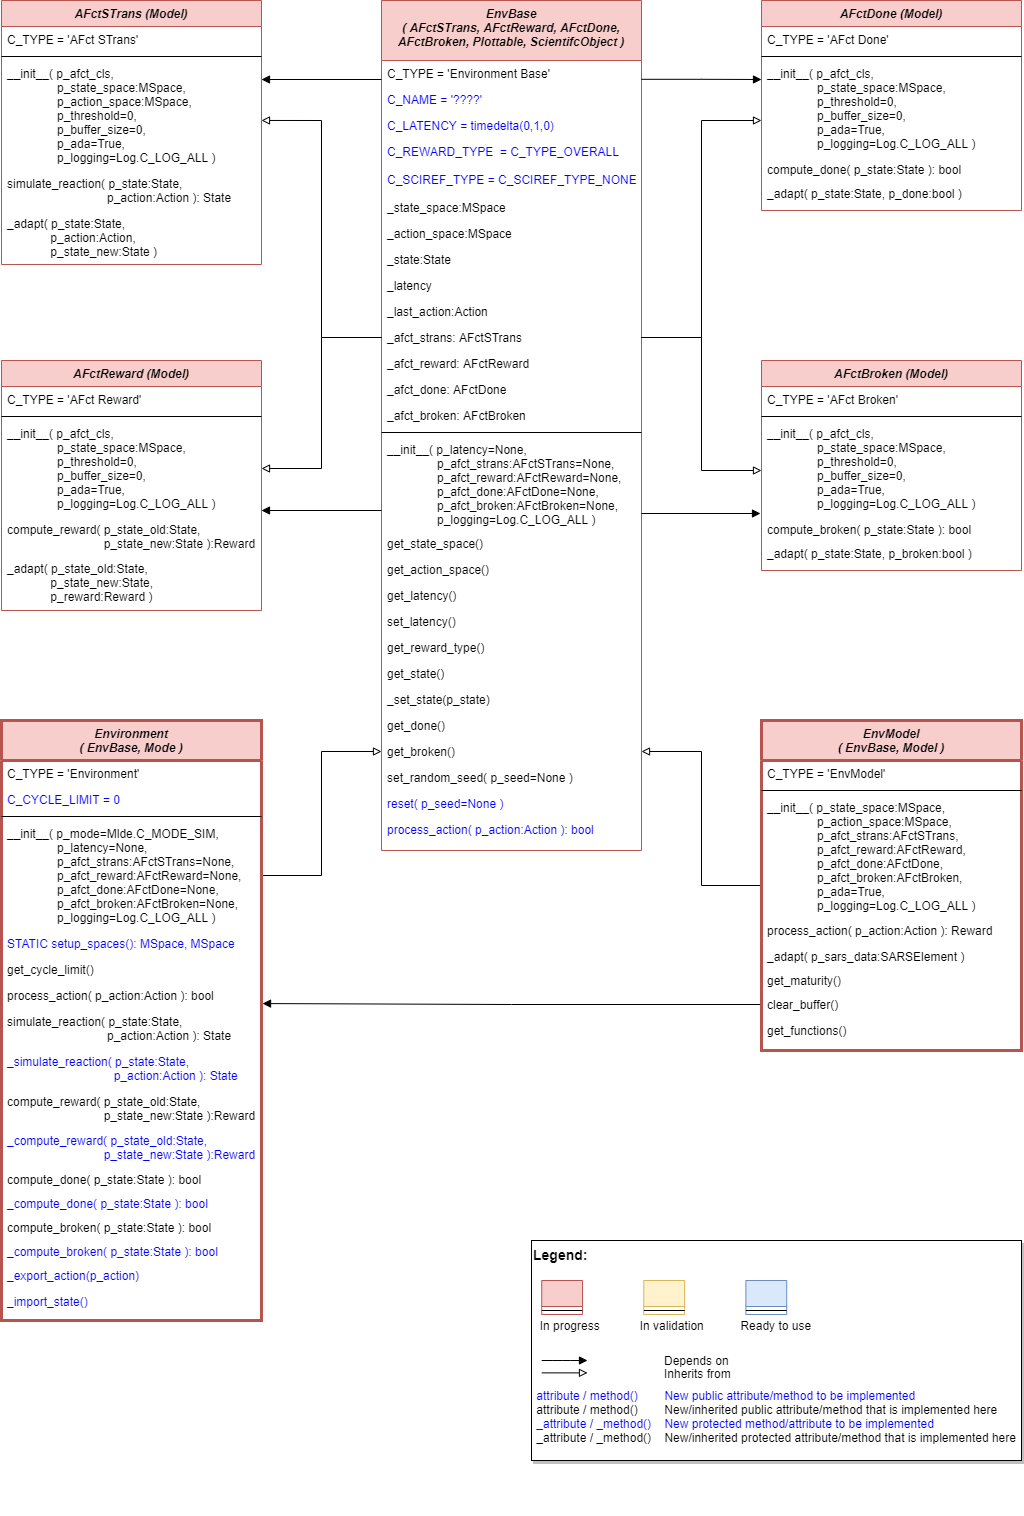 AFctSTrans (Model)
C_TYPE = 'AFct STrans'
__init__( p_afct_cls,
p_state_space:MSpace,
p_action_space:MSpace,
p_threshold=0,
p_buffer_size=0,
p_ada=True,
p_logging=Log.C_LOG_ALL )
simulate_reaction( p_state:State,
p_action:Action ): State
_adapt( p_state:State,
p_action:Action,
p_state_new:State )
EnvBase
( AFctSTrans, AFctReward, AFctDone,
AFctBroken, Plottable, ScientifcObject )
C_TYPE = 'Environment Base'
C_NAME = '????'
C_LATENCY = timedelta(0,1,0)
C_REWARD_TYPE  = C_TYPE_OVERALL
C_SCIREF_TYPE = C_SCIREF_TYPE_NONE
_state_space:MSpace
_action_space:MSpace
_state:State
_latency
_last_action:Action
_afct_strans: AFctSTrans
_afct_reward: AFctReward
_afct_done: AFctDone
_afct_broken: AFctBroken
__init__( p_latency=None,
p_afct_strans:AFctSTrans=None,
p_afct_reward:AFctReward=None,
p_afct_done:AFctDone=None,
p_afct_broken:AFctBroken=None,
p_logging=Log.C_LOG_ALL )
get_state_space()
get_action_space()
get_latency()
set_latency()
get_reward_type()
get_state()
_set_state(p_state)
get_done()
get_broken()
set_random_seed( p_seed=None )
reset( p_seed=None )
process_action( p_action:Action ): bool
AFctDone (Model)
C_TYPE = 'AFct Done'
__init__( p_afct_cls,
p_state_space:MSpace,
p_threshold=0,
p_buffer_size=0,
p_ada=True,
p_logging=Log.C_LOG_ALL )
compute_done( p_state:State ): bool
_adapt( p_state:State, p_done:bool )
AFctReward (Model)
C_TYPE = 'AFct Reward'
__init__( p_afct_cls,
p_state_space:MSpace,
p_threshold=0,
p_buffer_size=0,
p_ada=True,
p_logging=Log.C_LOG_ALL )
compute_reward( p_state_old:State,
p_state_new:State ):Reward
_adapt( p_state_old:State,
p_state_new:State,
p_reward:Reward )
AFctBroken (Model)
C_TYPE = 'AFct Broken'
__init__( p_afct_cls,
p_state_space:MSpace,
p_threshold=0,
p_buffer_size=0,
p_ada=True,
p_logging=Log.C_LOG_ALL )
compute_broken( p_state:State ): bool
_adapt( p_state:State, p_broken:bool )
Environment
( EnvBase, Mode )
C_TYPE = 'Environment'
C_CYCLE_LIMIT = 0
__init__( p_mode=Mlde.C_MODE_SIM,
p_latency=None,
p_afct_strans:AFctSTrans=None,
p_afct_reward:AFctReward=None,
p_afct_done:AFctDone=None,
p_afct_broken:AFctBroken=None,
p_logging=Log.C_LOG_ALL )
STATIC setup_spaces(): MSpace, MSpace
get_cycle_limit()
process_action( p_action:Action ): bool
simulate_reaction( p_state:State,
p_action:Action ): State
_simulate_reaction( p_state:State,
p_action:Action ): State
compute_reward( p_state_old:State,
p_state_new:State ):Reward
_compute_reward( p_state_old:State,
p_state_new:State ):Reward
compute_done( p_state:State ): bool
_compute_done( p_state:State ): bool
compute_broken( p_state:State ): bool
_compute_broken( p_state:State ): bool
_export_action(p_action)
_import_state()
EnvModel
( EnvBase, Model )
C_TYPE = 'EnvModel'
__init__( p_state_space:MSpace,
p_action_space:MSpace,
p_afct_strans:AFctSTrans,
p_afct_reward:AFctReward,
p_afct_done:AFctDone,
p_afct_broken:AFctBroken,
p_ada=True,
p_logging=Log.C_LOG_ALL )
process_action( p_action:Action ): Reward
_adapt( p_sars_data:SARSElement )
get_maturity()
clear_buffer()
get_functions()
Legend:
In progress In validation Ready to use
Depends on
Inherits from
attribute / method() New public attribute/method to be implemented
attribute / method() New/inherited public attribute/method that is implemented here
_attribute / _method() New protected method/attribute to be implemented
_attribute / _method() New/inherited protected attribute/method that is implemented here